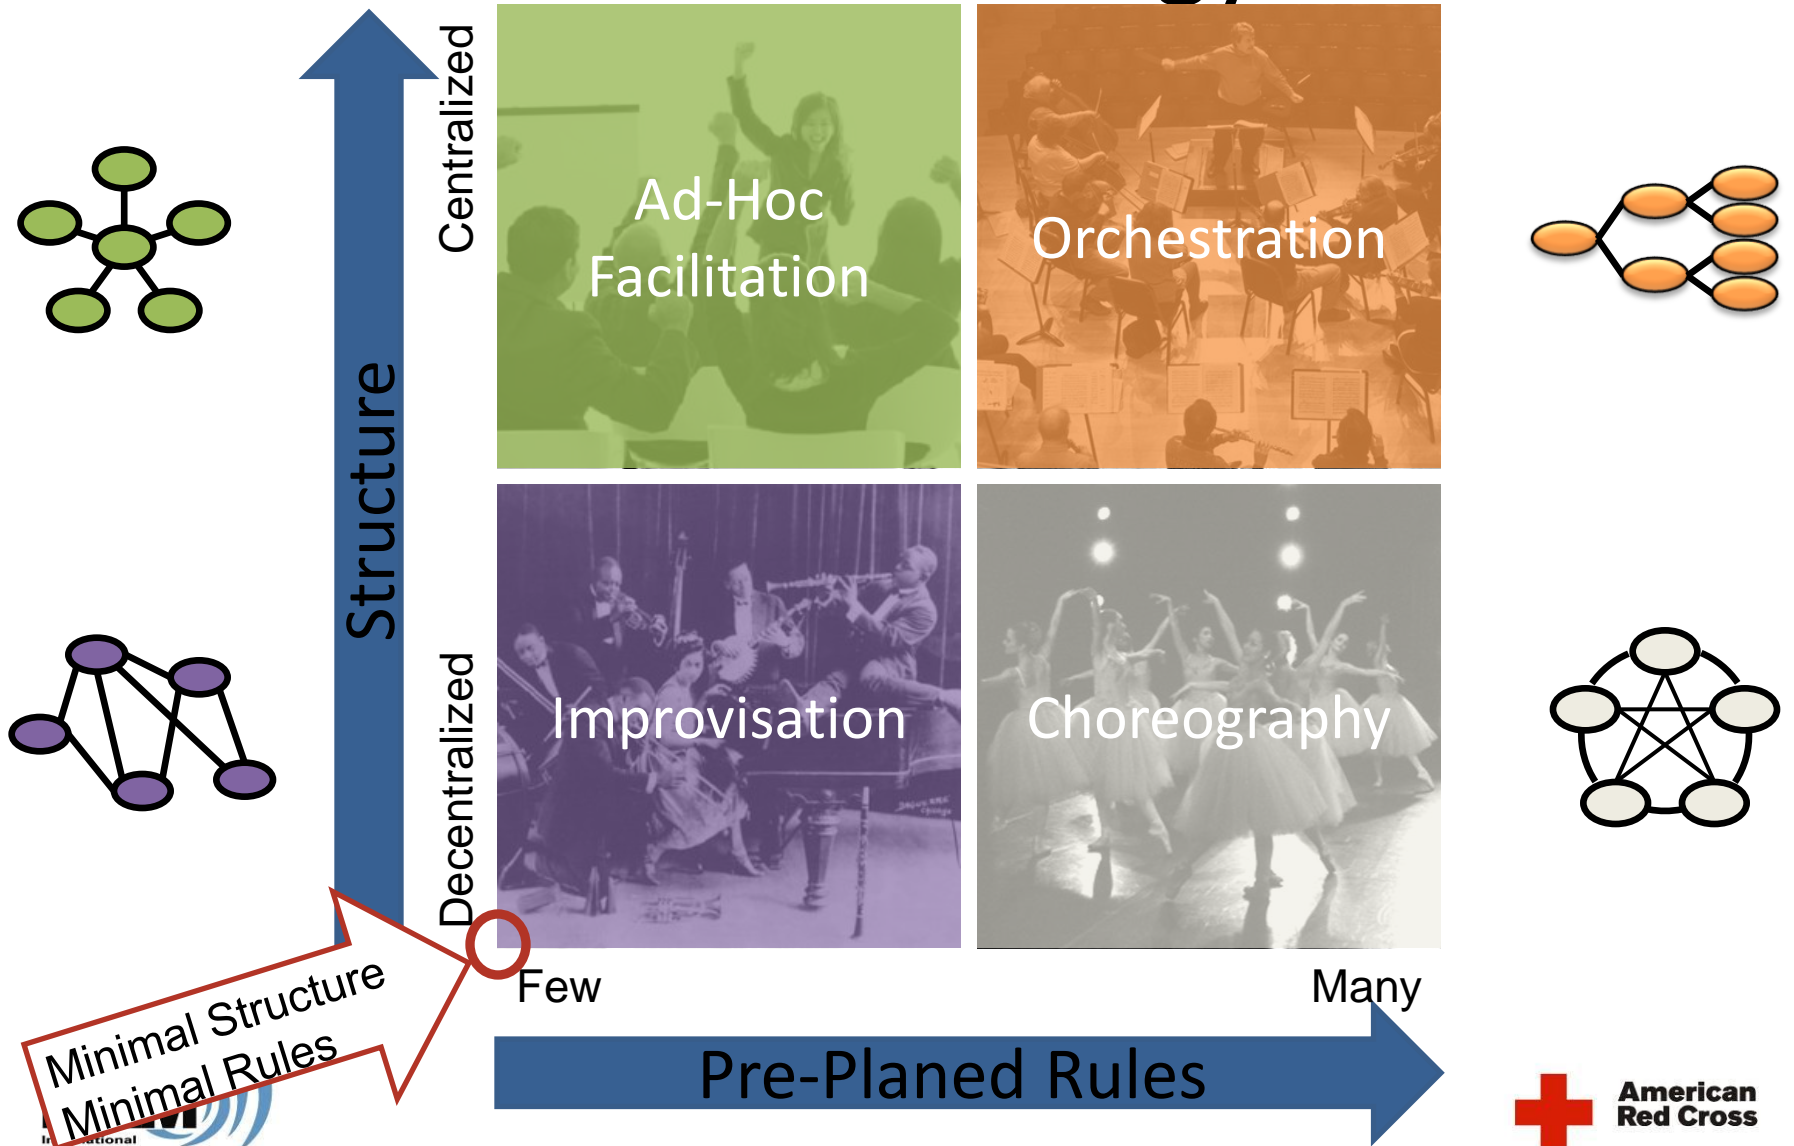 Structure
Centralized
Decentralized
Ad-Hoc
Facilitation
Orchestration
Improvisation
Choreography
Few
Many
Pre-Planed Rules
Minimal Structure
Minimal Rules
International
American
Red Cross